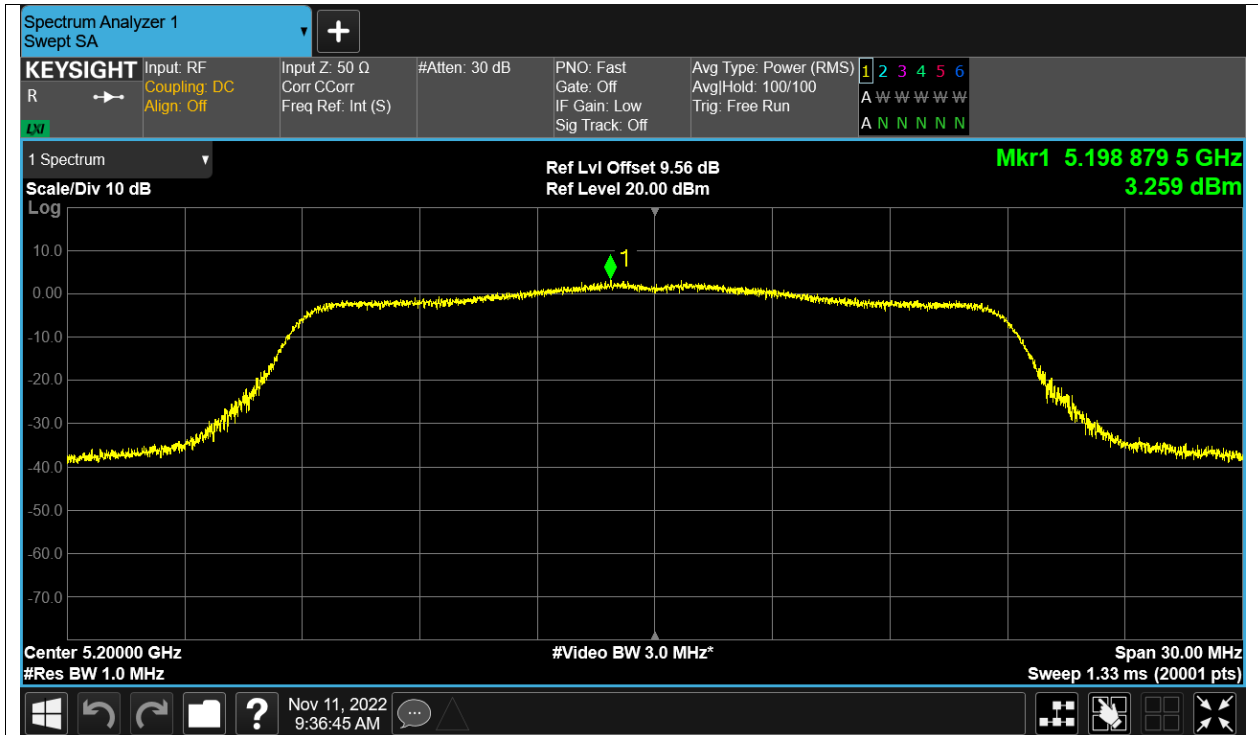 Spectrum Analyzer 1
Swept SA
KEYSIGHT
R
LXI
Input: RF
Coupling: DC
Align: Off
Input Z: 50 Ω
Corr CCorr
Freq Ref: Int (S)
#Atten: 30 dB
PNO: Fast
Gate: Off
IF Gain: Low
Sig Track: Off
Avg Type: Power (RMS)
Avg|Hold: 100/100
Trig: Free Run
1 2 3 4 5 6
A W W W W W
A N N N N N
1 Spectrum
Scale/Div 10 dB
Log
Ref Lvl Offset 9.56 dB
Ref Level 20.00 dBm
Mkr1 5.198 879 5 GHz
3.259 dBm
1
10.0
0.00
-10.0
-20.0
-30.0
-40.0
-50.0
-60.0
-70.0
Center 5.20000 GHz
#Res BW 1.0 MHz
#Video BW 3.0 MHz*
Span 30.00 MHz
Sweep 1.33 ms (20001 pts)
?
Nov 11, 2022
9:36:45 AM